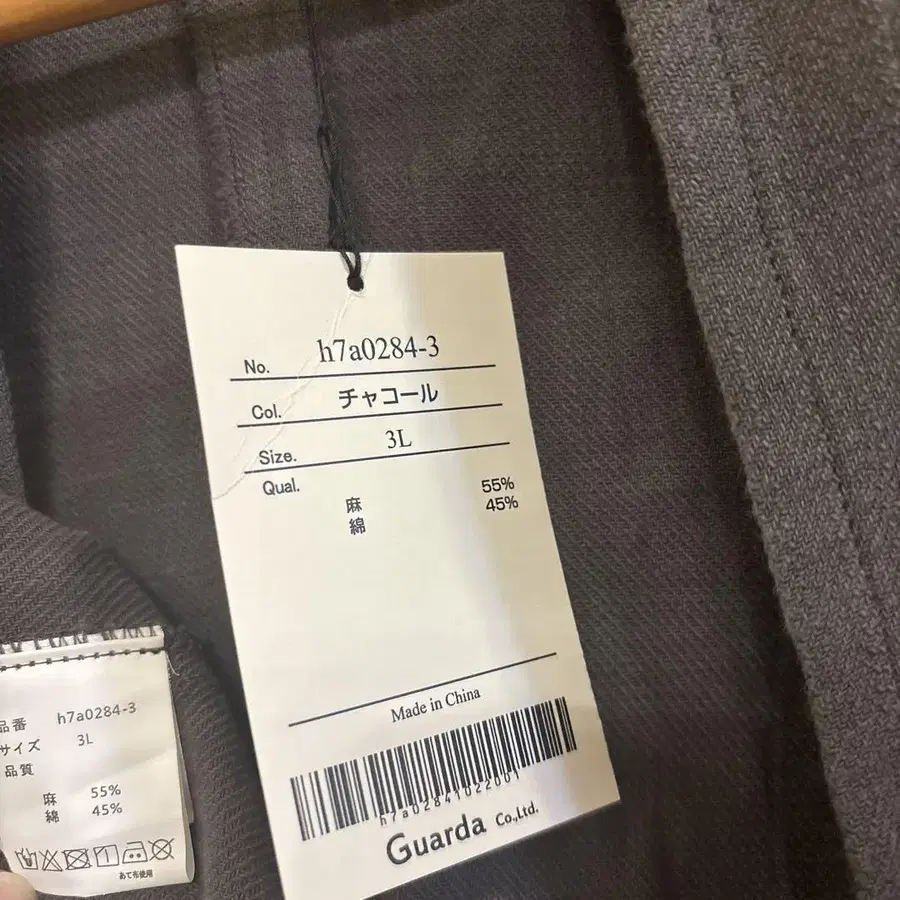 No. h7a0284-3
Col. チャコール
Size. 3L
Qual.
麻 55%
綿 45%
Made in China
h7a02841022001
Guarda Co.,Ltd.
品番 h7a0284-3
サイズ 3L
品質
麻 55%
綿 45%
あて布使用